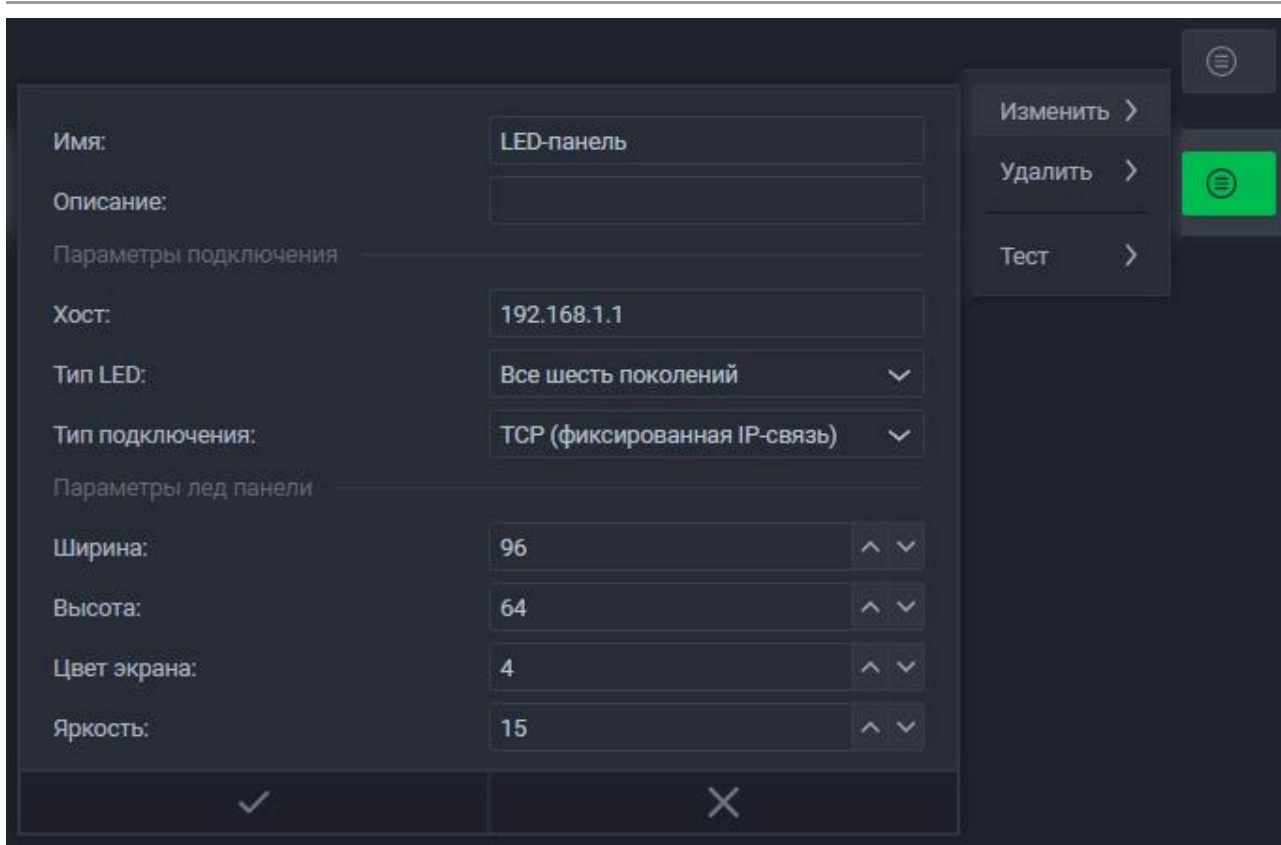 Имя: LED-панель
Описание:
Параметры подключения
Хост: 192.168.1.1
Тип LED: Все шесть поколений
Тип подключения: TCP (фиксированная IP-связь)
Параметры лед панели
Ширина: 96
Высота: 64
Цвет экрана: 4
Яркость: 15
Изменить
Удалить
Тест